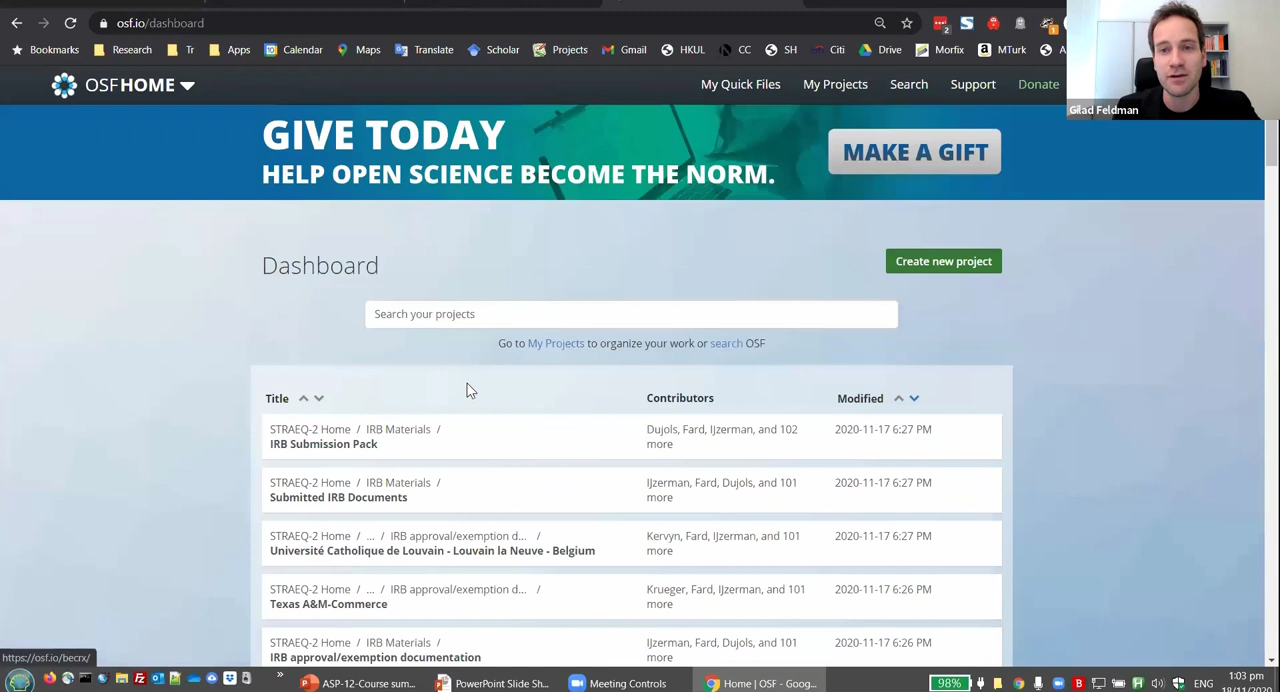 osf.io/dashboard
2
1
Bookmarks Research Tr Apps Calendar Maps Translate Scholar Projects Gmail HKUL CC SH Citi Drive Morfix MTurk A
OSFHOME My Quick Files My Projects Search Support Donate
Gilad Feldman
GIVE TODAY
HELP OPEN SCIENCE BECOME THE NORM.
MAKE A GIFT
Dashboard
Create new project
Search your projects
Go to My Projects to organize your work or search OSF
Title Contributors Modified
STRAEQ-2 Home / IRB Materials / Dujols, Fard, IJzerman, and 102 2020-11-17 6:27 PM
IRB Submission Pack more
STRAEQ-2 Home / IRB Materials / IJzerman, Fard, Dujols, and 101 2020-11-17 6:27 PM
Submitted IRB Documents more
STRAEQ-2 Home / ... / IRB approval/exemption d... / Kervyn, Fard, IJzerman, and 101 2020-11-17 6:27 PM
Université Catholique de Louvain - Louvain la Neuve - Belgium more
STRAEQ-2 Home / ... / IRB approval/exemption d... / Krueger, Fard, IJzerman, and 101 2020-11-17 6:26 PM
Texas A&M-Commerce more
STRAEQ-2 Home / IRB Materials / IJzerman, Fard, Dujols, and 101 2020-11-17 6:26 PM
IRB approval/exemption documentation more
https://osf.io/becrx/
ASP-12-Course sum... PowerPoint Slide Sh... Meeting Controls Home | OSF - Goog... 98% ENG 1:03 pm
18/11/2020